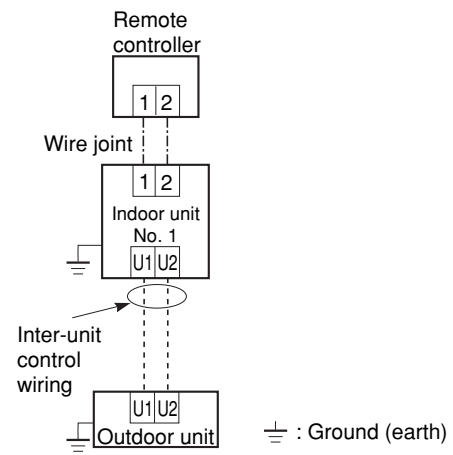 Remote
controller
1 2
Wire joint
1 2
Indoor unit
No. 1
U1 U2
Inter-unit
control
wiring
U1 U2
Outdoor unit
: Ground (earth)